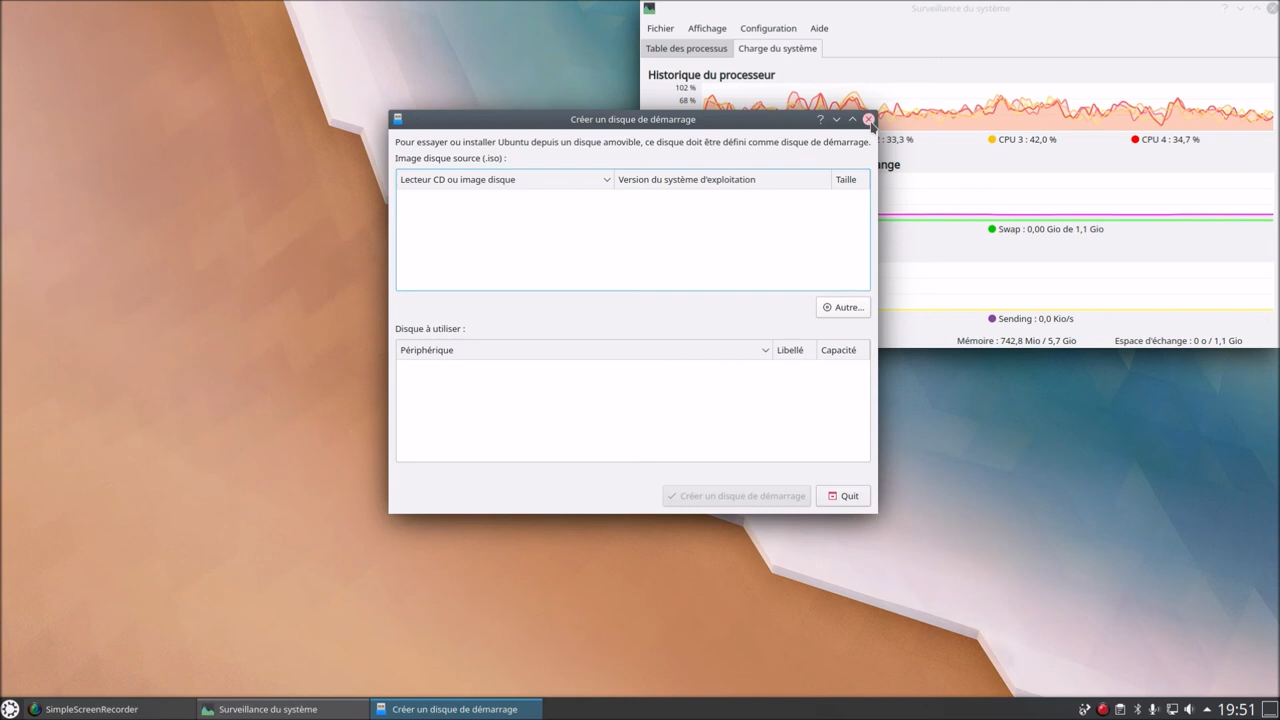 Surveillance du système
Fichier Affichage Configuration Aide
Table des processus Charge du système
Historique du processeur
102 %
68 %
Créer un disque de démarrage
: 33,3% CPU 3 : 42,0% CPU 4 : 34,7%
Pour essayer ou installer Ubuntu depuis un disque amovible, ce disque doit être défini comme disque de démarrage.
Image disque source (.iso) :
ange
Lecteur CD ou image disque Version du système d'exploitation Taille
Swap : 0,00 Gio de 1,1 Gio
Autre...
Sending : 0,0 Kio/s
Disque à utiliser :
Mémoire : 742,8 Mio / 5,7 Gio Espace d'échange : 0 o / 1,1 Gio
Périphérique Libellé Capacité
Créer un disque de démarrage Quit
SimpleScreenRecorder Surveillance du système Créer un disque de démarrage 19:51